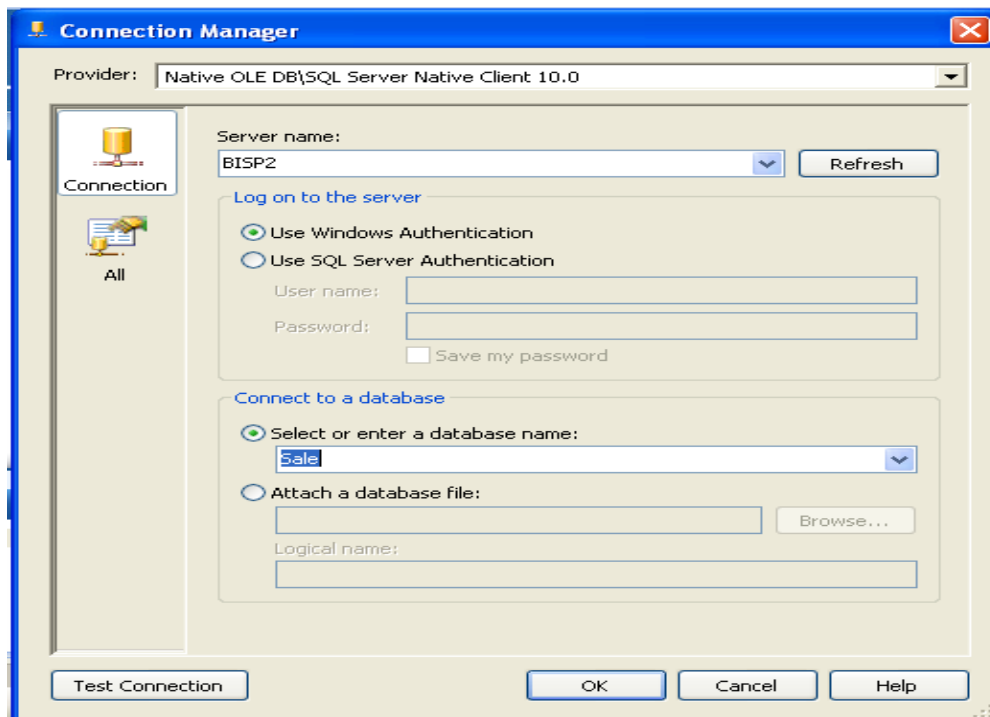 Connection Manager
Provider: Native OLE DB\SQL Server Native Client 10.0
Connection
All
Server name:
BISP2 Refresh
Log on to the server
Use Windows Authentication
Use SQL Server Authentication
User name:
Password:
Save my password
Connect to a database
Select or enter a database name:
Sale
Attach a database file:
Browse...
Logical name:
Test Connection OK Cancel Help